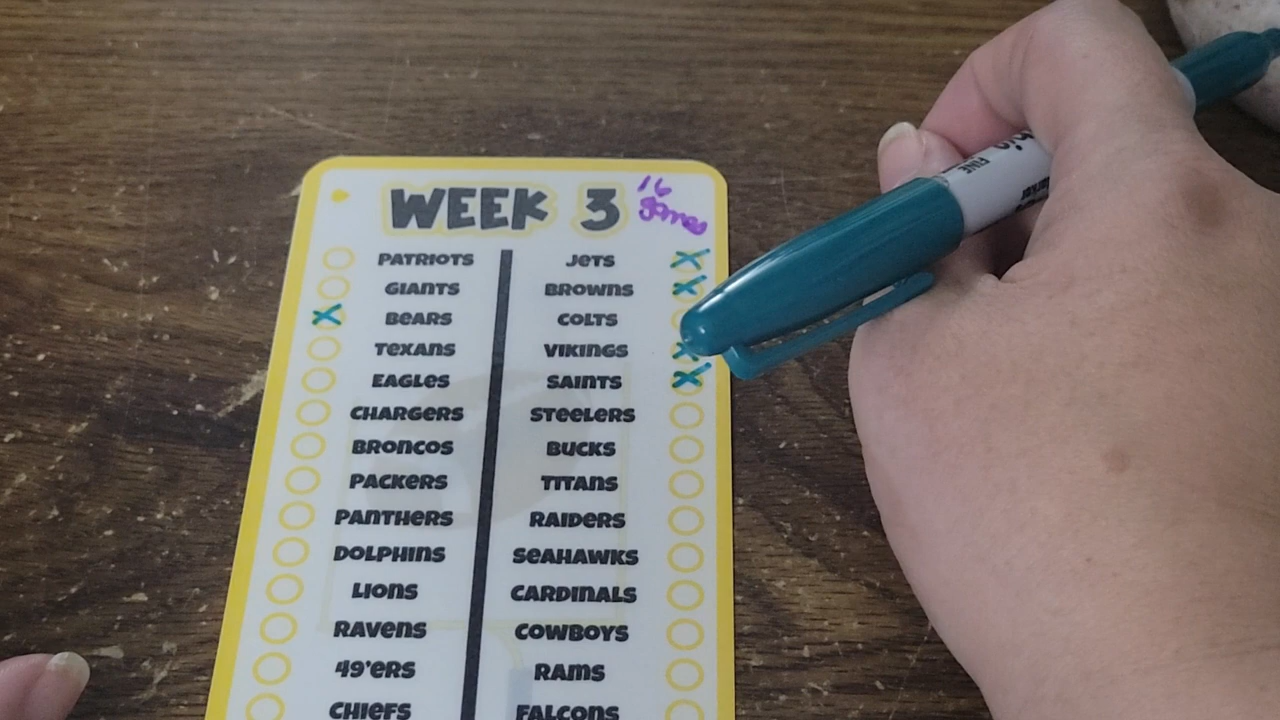 WEEK 3
16
games
PATRIOTS JETS
GIANTS BROWNS
BEARS COLTS
TEXANS VIKINGS
EAGLES SAINTS
CHARGERS STEELERS
BRONCOS BUCKS
PACKERS TITANS
PANTHERS RAIDERS
DOLPHINS SEAHAWKS
LIONS CARDINALS
RAVENS COWBOYS
49'ERS RAMS
CHIEFS FALCONS
FINE